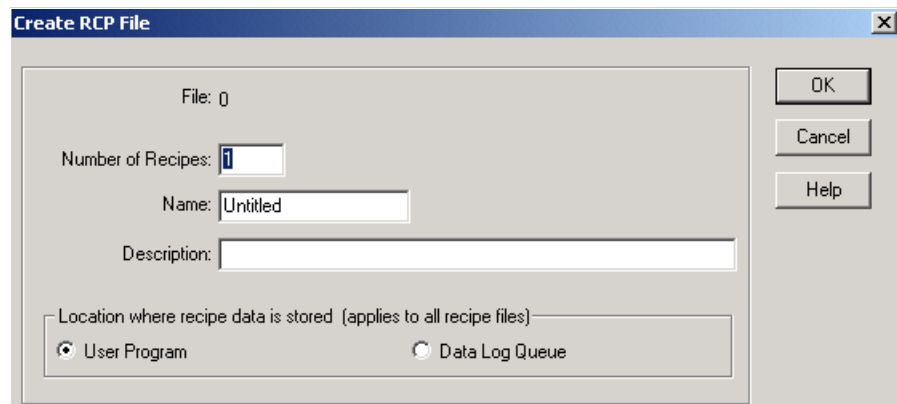 Create RCP File
File: 0
Number of Recipes: 1
Name: Untitled
Description:
Location where recipe data is stored (applies to all recipe files)
User Program
Data Log Queue
OK
Cancel
Help